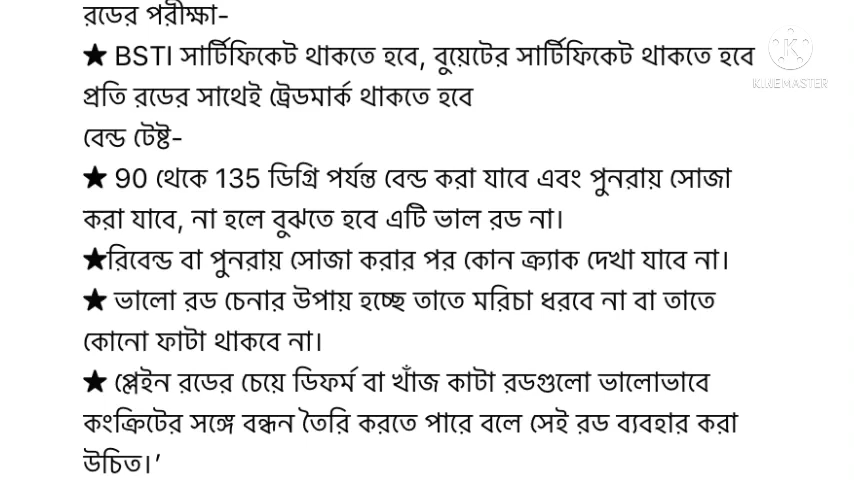 রডের পরীক্ষা-
★ BSTI সার্টিফিকেট থাকতে হবে, বুয়েটের সার্টিফিকেট থাকতে হবে
প্রতি রডের সাথেই ট্রেডমার্ক থাকতে হবে
বেন্ড টেষ্ট-
★ 90 থেকে 135 ডিগ্রি পর্যন্ত বেন্ড করা যাবে এবং পুনরায় সোজা
করা যাবে, না হলে বুঝতে হবে এটি ভাল রড না।
★রিবেন্ড বা পুনরায় সোজা করার পর কোন ক্র্যাক দেখা যাবে না।
★ ভালো রড চেনার উপায় হচ্ছে তাতে মরিচা ধরবে না বা তাতে
কোনো ফাটা থাকবে না।
★ প্লেইন রডের চেয়ে ডিফর্ম বা খাঁজ কাটা রডগুলো ভালোভাবে
কংক্রিটের সঙ্গে বন্ধন তৈরি করতে পারে বলে সেই রড ব্যবহার করা
উচিত।’
K
KINEMASTER